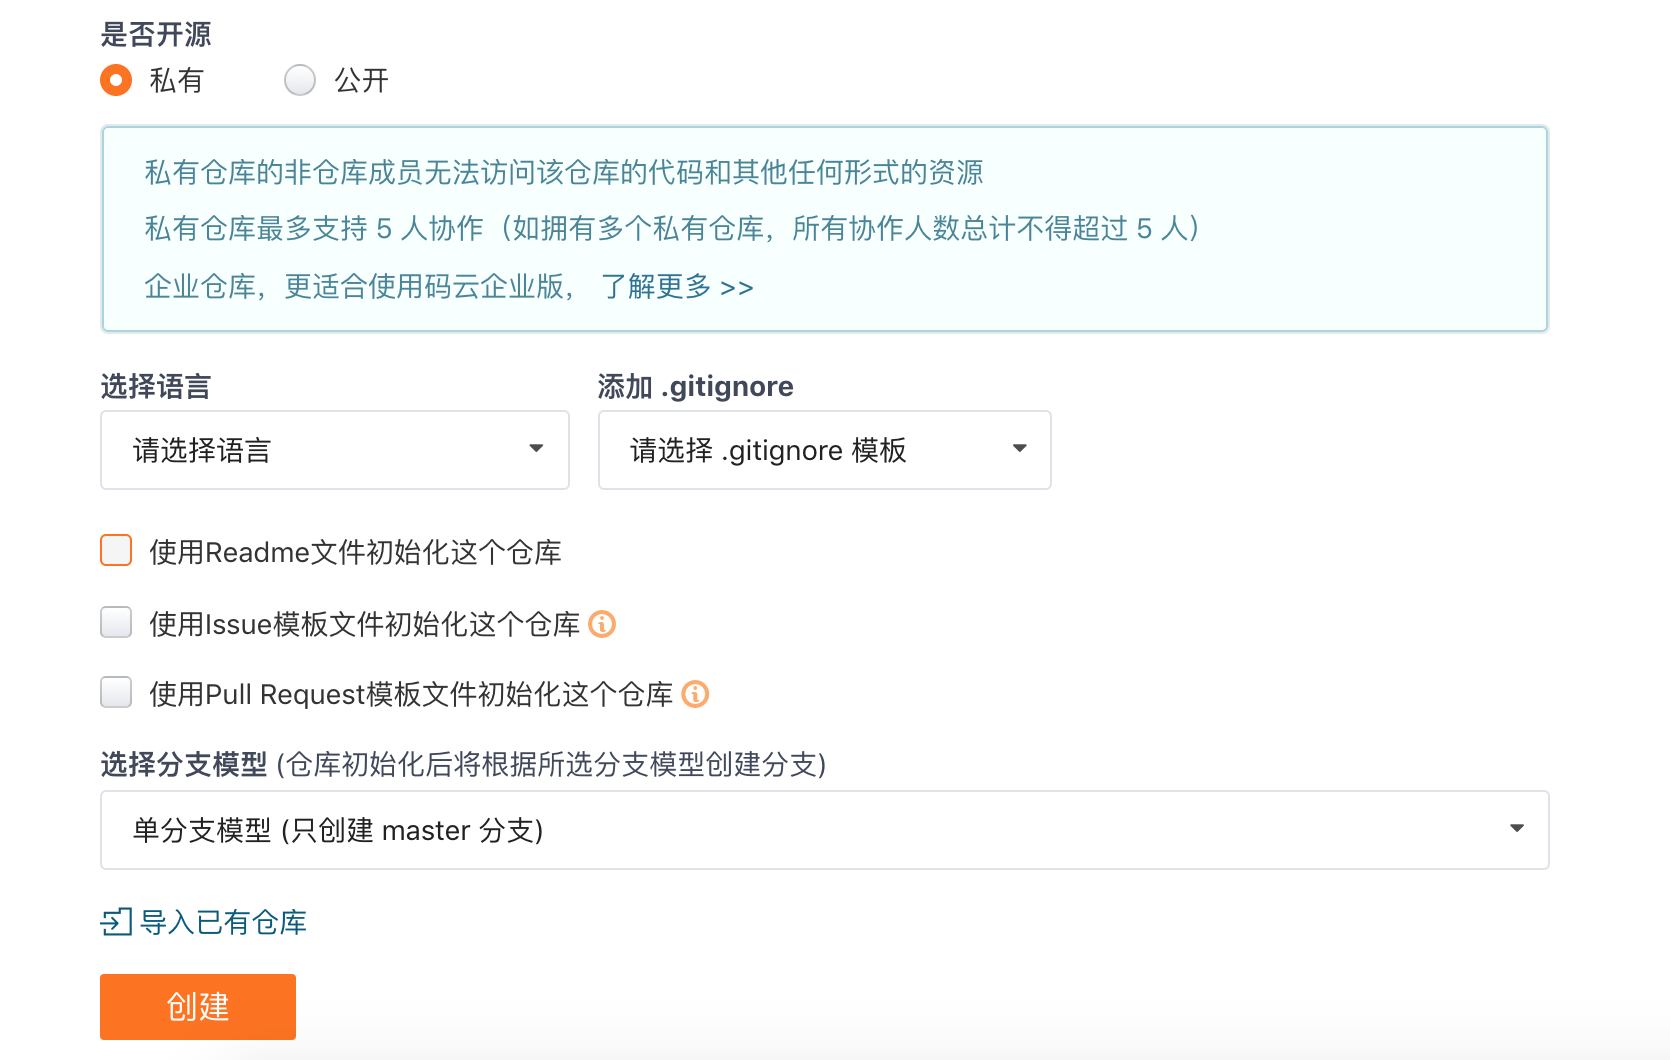 是否开源
私有 公开
私有仓库的非仓库成员无法访问该仓库的代码和其他任何形式的资源
私有仓库最多支持 5 人协作（如拥有多个私有仓库，所有协作人数总计不得超过 5 人）
企业仓库，更适合使用码云企业版， 了解更多 >>
选择语言 添加 .gitignore
请选择语言 请选择 .gitignore 模板
使用Readme文件初始化这个仓库
使用Issue模板文件初始化这个仓库
使用Pull Request模板文件初始化这个仓库
选择分支模型 (仓库初始化后将根据所选分支模型创建分支)
单分支模型 (只创建 master 分支)
导入已有仓库
创建